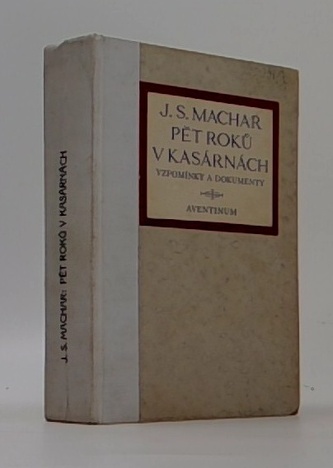 J. S. MACHAR
PĚT ROKŮ
V KASÁRNÁCH
VZPOMÍNKY A DOKUMENTY
AVENTINUM
J. S. MACHAR: PĚT ROKŮ V KASÁRNÁCH